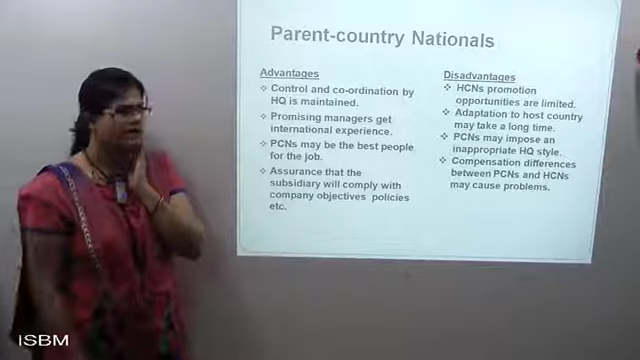 Parent-country Nationals
Advantages
❖ Control and co-ordination by
HQ is maintained.
❖ Promising managers get
international experience.
❖ PCNs may be the best people
for the job.
❖ Assurance that the
subsidiary will comply with
company objectives policies
etc.
Disadvantages
❖ HCNs promotion
opportunities are limited.
❖ Adaptation to host country
may take a long time.
❖ PCNs may impose an
inappropriate HQ style.
❖ Compensation differences
between PCNs and HCNs
may cause problems.
ISBM